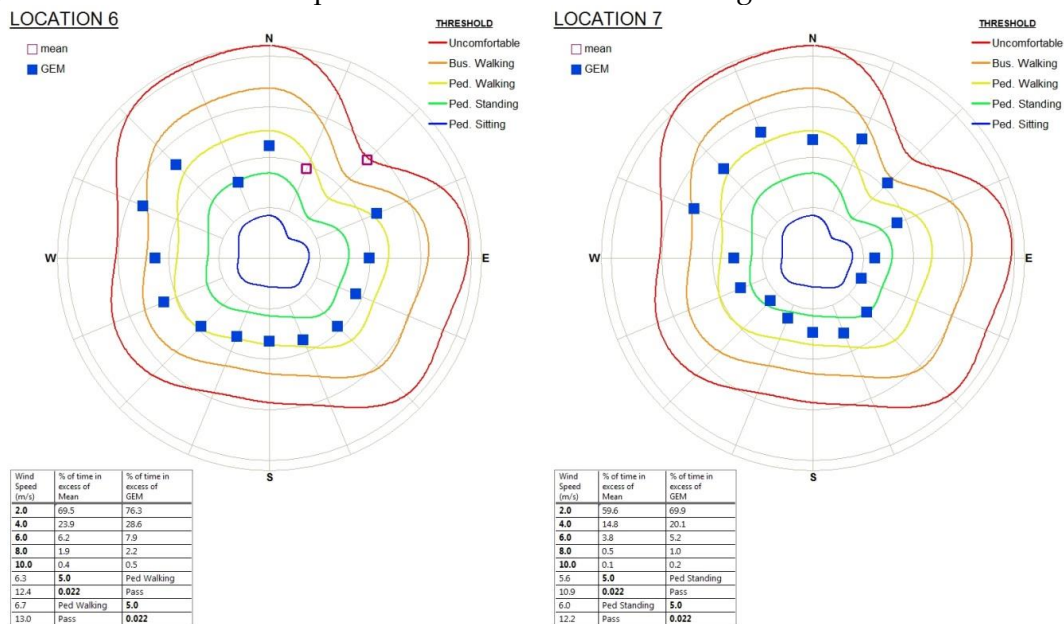 LOCATION 6
mean
GEM
THRESHOLD
Uncomfortable
Bus. Walking
Ped. Walking
Ped. Standing
Ped. Sitting
N
W
E
S
Wind Speed (m/s) % of time in excess of Mean % of time in excess of GEM
2.0 69.5 76.3
4.0 23.9 28.6
6.0 6.2 7.9
8.0 1.9 2.2
10.0 0.4 0.5
6.3 5.0 Ped Walking
12.4 0.022 Pass
6.7 Ped Walking 5.0
13.0 Pass 0.022
LOCATION 7
mean
GEM
THRESHOLD
Uncomfortable
Bus. Walking
Ped. Walking
Ped. Standing
Ped. Sitting
N
W
E
S
Wind Speed (m/s) % of time in excess of Mean % of time in excess of GEM
2.0 59.6 69.9
4.0 14.8 20.1
6.0 3.8 5.2
8.0 0.5 1.0
10.0 0.1 0.2
5.6 5.0 Ped Standing
10.9 0.022 Pass
6.0 Ped Standing 5.0
12.2 Pass 0.022